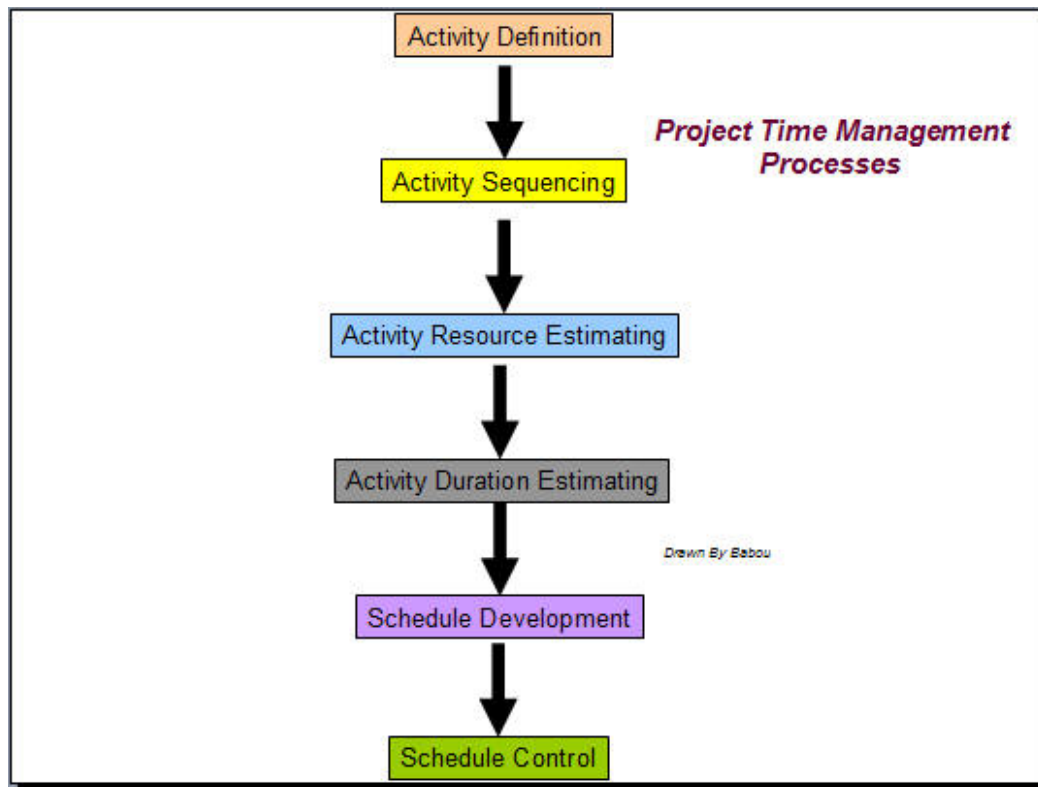 Activity Definition
Project Time Management
Processes
Activity Sequencing
Activity Resource Estimating
Activity Duration Estimating
Drawn By Babou
Schedule Development
Schedule Control